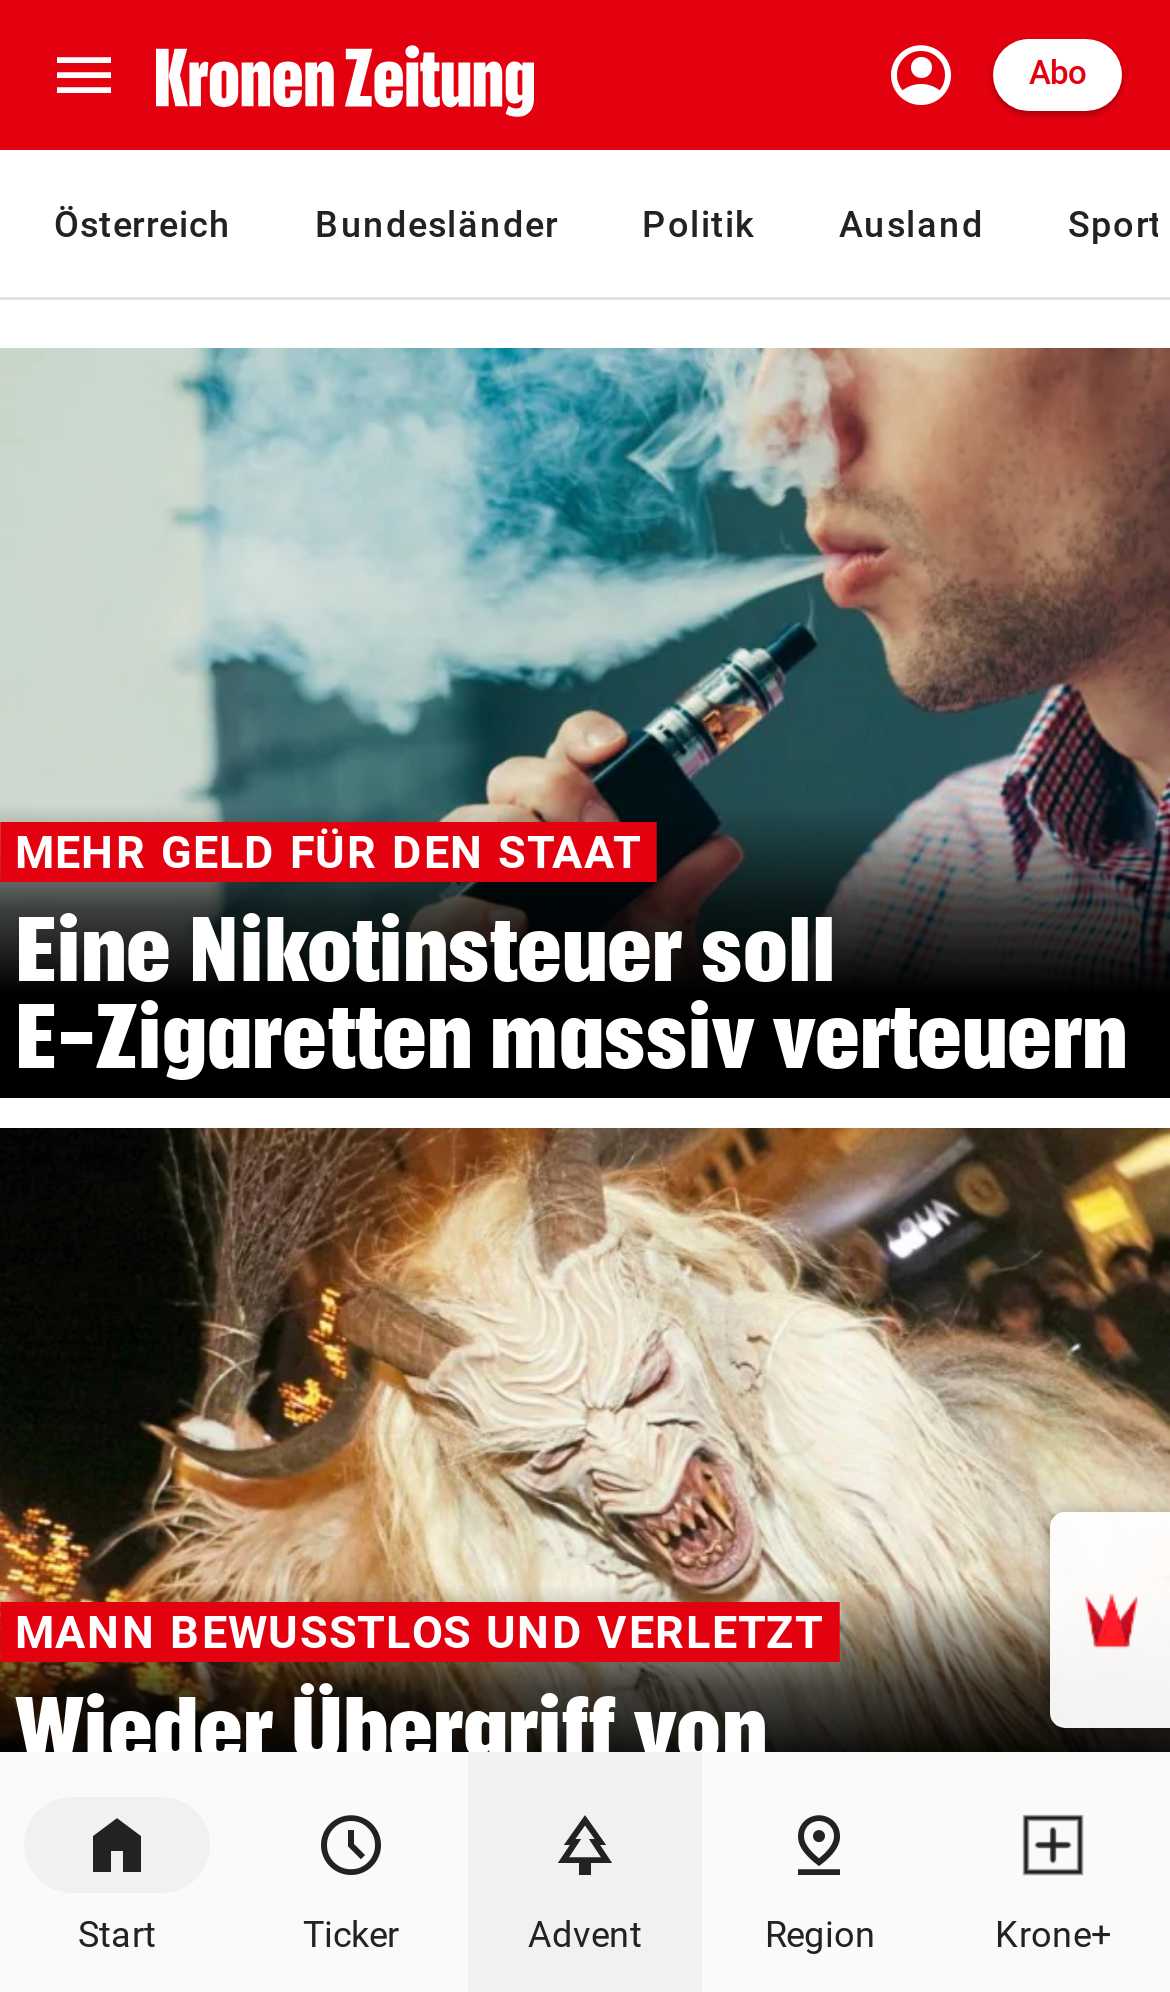 Kronen Zeitung
Abo
Österreich Bundesländer Politik Ausland Sport
MEHR GELD FÜR DEN STAAT
Eine Nikotinsteuer soll
E-Zigaretten massiv verteuern
MANN BEWUSSTLOS UND VERLETZT
Wieder Übergriff von
Start Ticker Advent Region Krone+